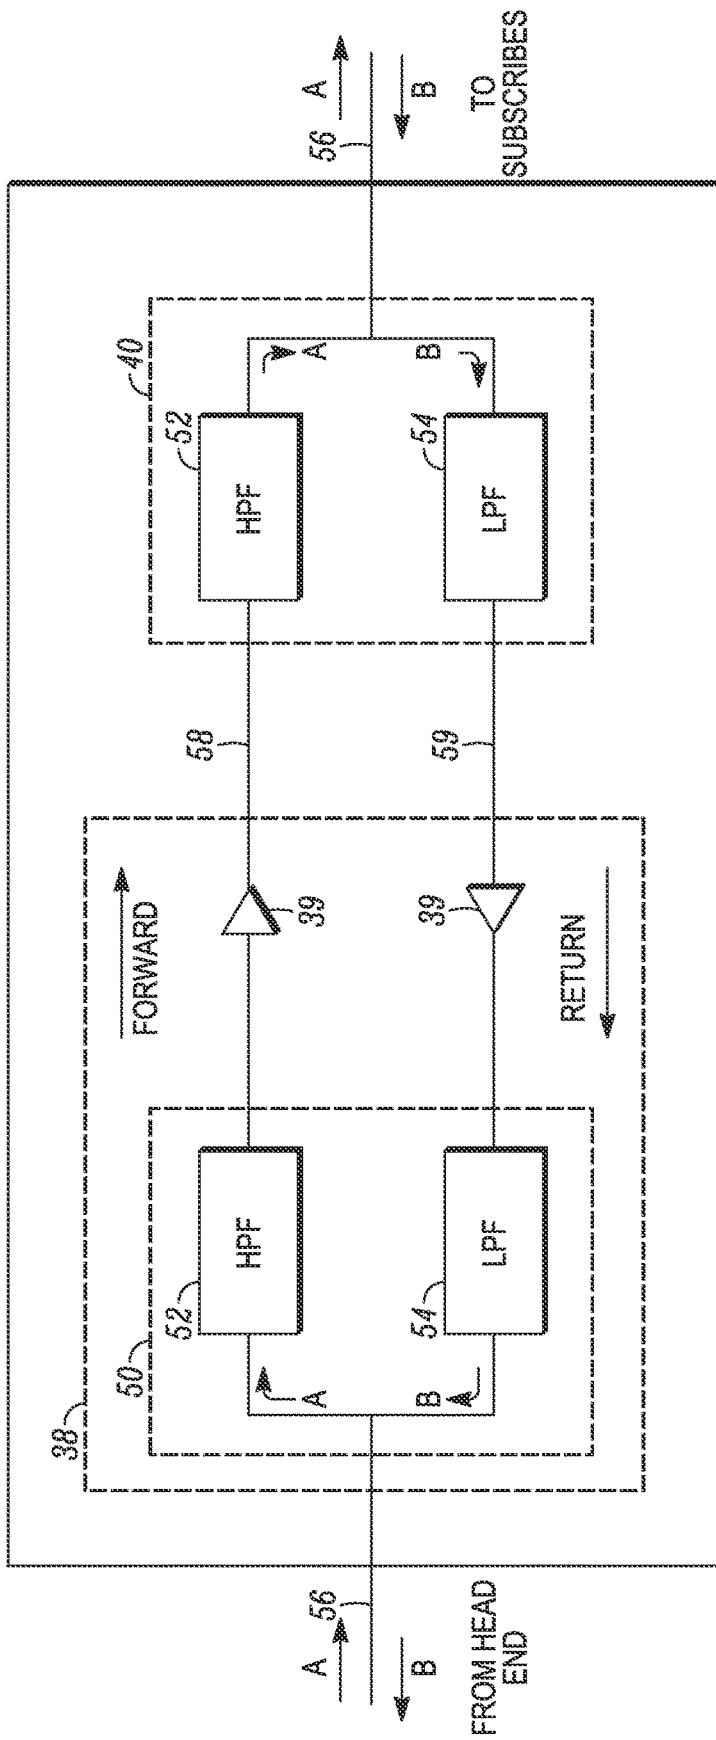 FROM HEAD
END
A
B
56
38
50
A
B
52
HPF
54
LPF
FORWARD
RETURN
39
39
58
59
40
52
HPF
54
LPF
A
B
56
A
B
TO
SUBSCRIBES